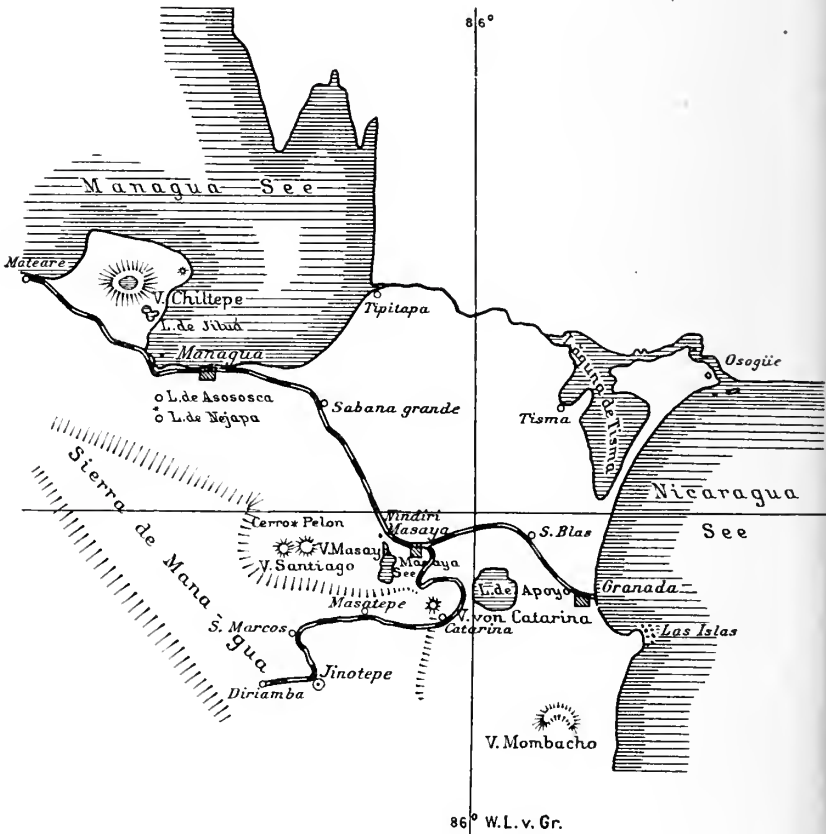 86°
Managua See
Mateare
V. Chiltepe
L. de Jiloá
Tipitapa
Managua
Osogüe
L. de Asososca
Sabana grande
Tisma
Laguna de Tisma
L. de Nejapa
Sierra de Managua
Nicaragua
See
Nindiri
Cerro Pelon
Masaya
S. Blas
V. Masaya
V. Santiago
Masaya
See
L. de Apoyo
Granada
Masatepe
V. von Catarina
Las Islas
S. Marcos
Catarina
Jinotepe
Diriamba
V. Mombacho
86° W. L. v. Gr.